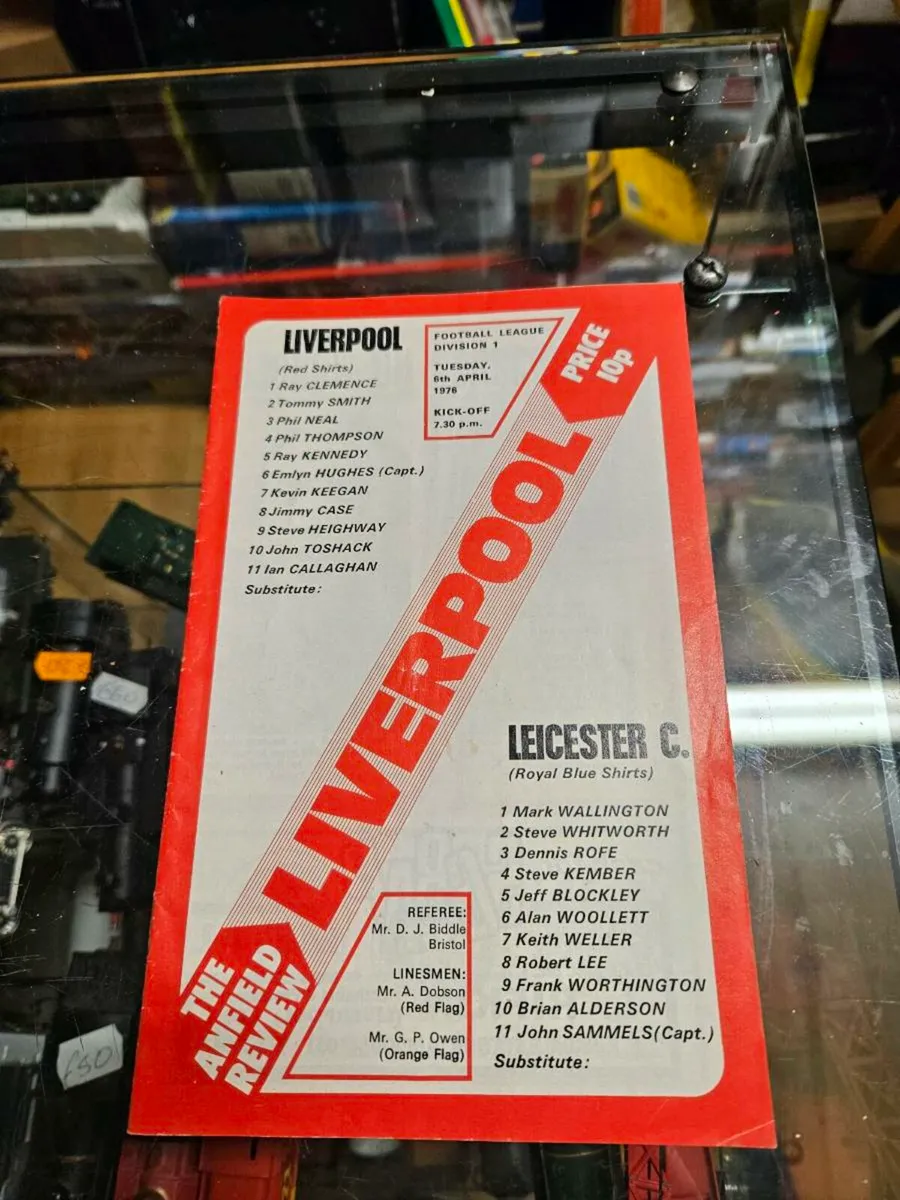 LIVERPOOL
(Red Shirts)
1 Ray CLEMENCE
2 Tommy SMITH
3 Phil NEAL
4 Phil THOMPSON
5 Ray KENNEDY
6 Emlyn HUGHES (Capt.)
7 Kevin KEEGAN
8 Jimmy CASE
9 Steve HEIGHWAY
10 John TOSHACK
11 Ian CALLAGHAN
Substitute:
FOOTBALL LEAGUE
DIVISION 1
TUESDAY,
6th APRIL
1976
KICK-OFF
7.30 p.m.
PRICE
10p
LIVERPOOL
THE
ANFIELD
REVIEW
LEICESTER C.
(Royal Blue Shirts)
1 Mark WALLINGTON
2 Steve WHITWORTH
3 Dennis ROFE
4 Steve KEMBER
5 Jeff BLOCKLEY
6 Alan WOOLLETT
7 Keith WELLER
8 Robert LEE
9 Frank WORTHINGTON
10 Brian ALDERSON
11 John SAMMELS (Capt.)
Substitute:
REFEREE:
Mr. D. J. Biddle
Bristol
LINESMEN:
Mr. A. Dobson
(Red Flag)
Mr. G. P. Owen
(Orange Flag)